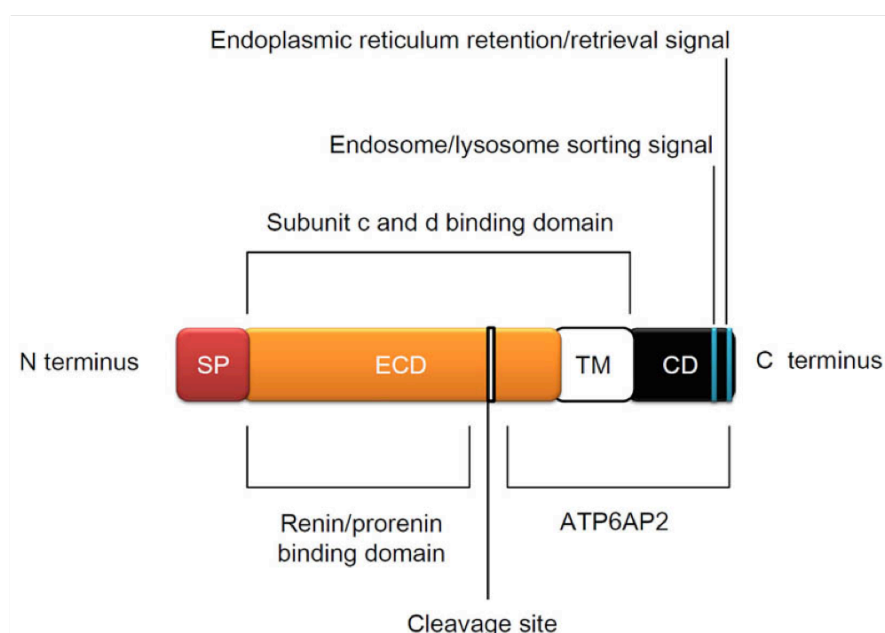 Endoplasmic reticulum retention/retrieval signal
Endosome/lysosome sorting signal
Subunit c and d binding domain
N terminus
SP
ECD
TM
CD
C terminus
Renin/prorenin
binding domain
ATP6AP2
Cleavage site